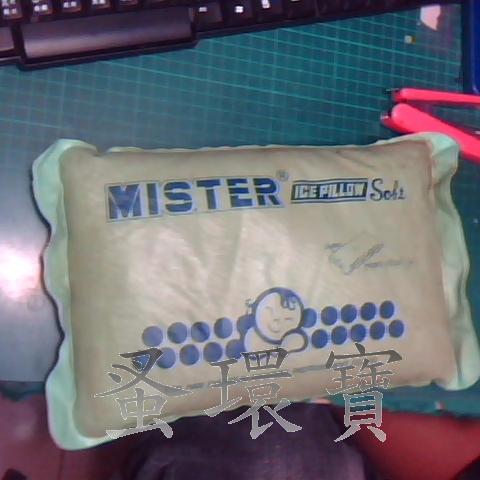 MISTER®
ICE PILLOW Soft
蚤環寶